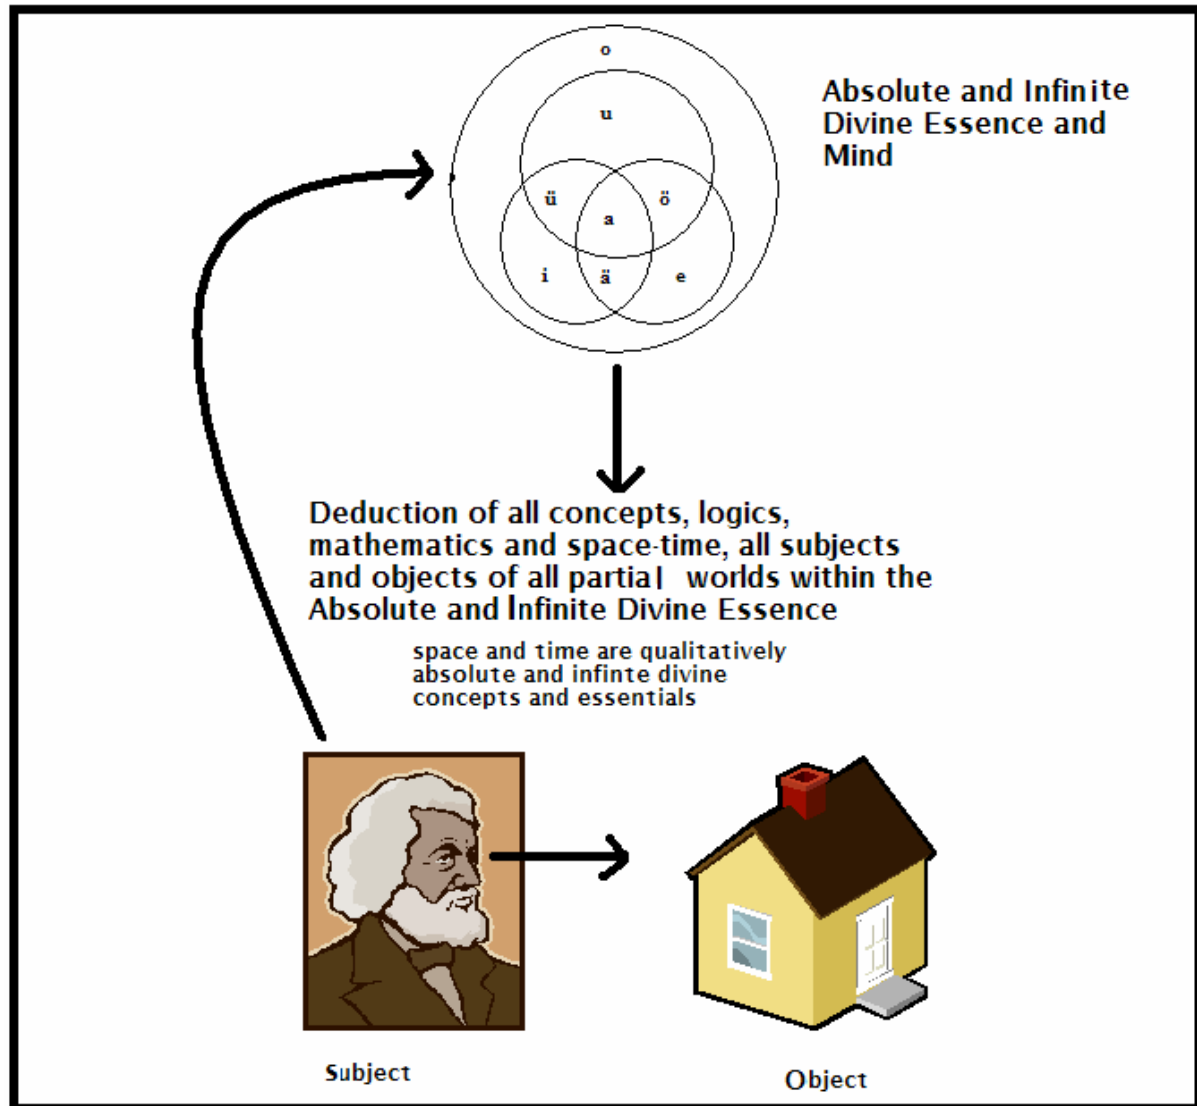 o
u
ü
ö
a
i
ä
e
Absolute and Infinite
Divine Essence and
Mind
Deduction of all concepts, logics,
mathematics and space-time, all subjects
and objects of all partial worlds within the
Absolute and Infinite Divine Essence
space and time are qualitatively
absolute and infinte divine
concepts and essentials
Subject
Object